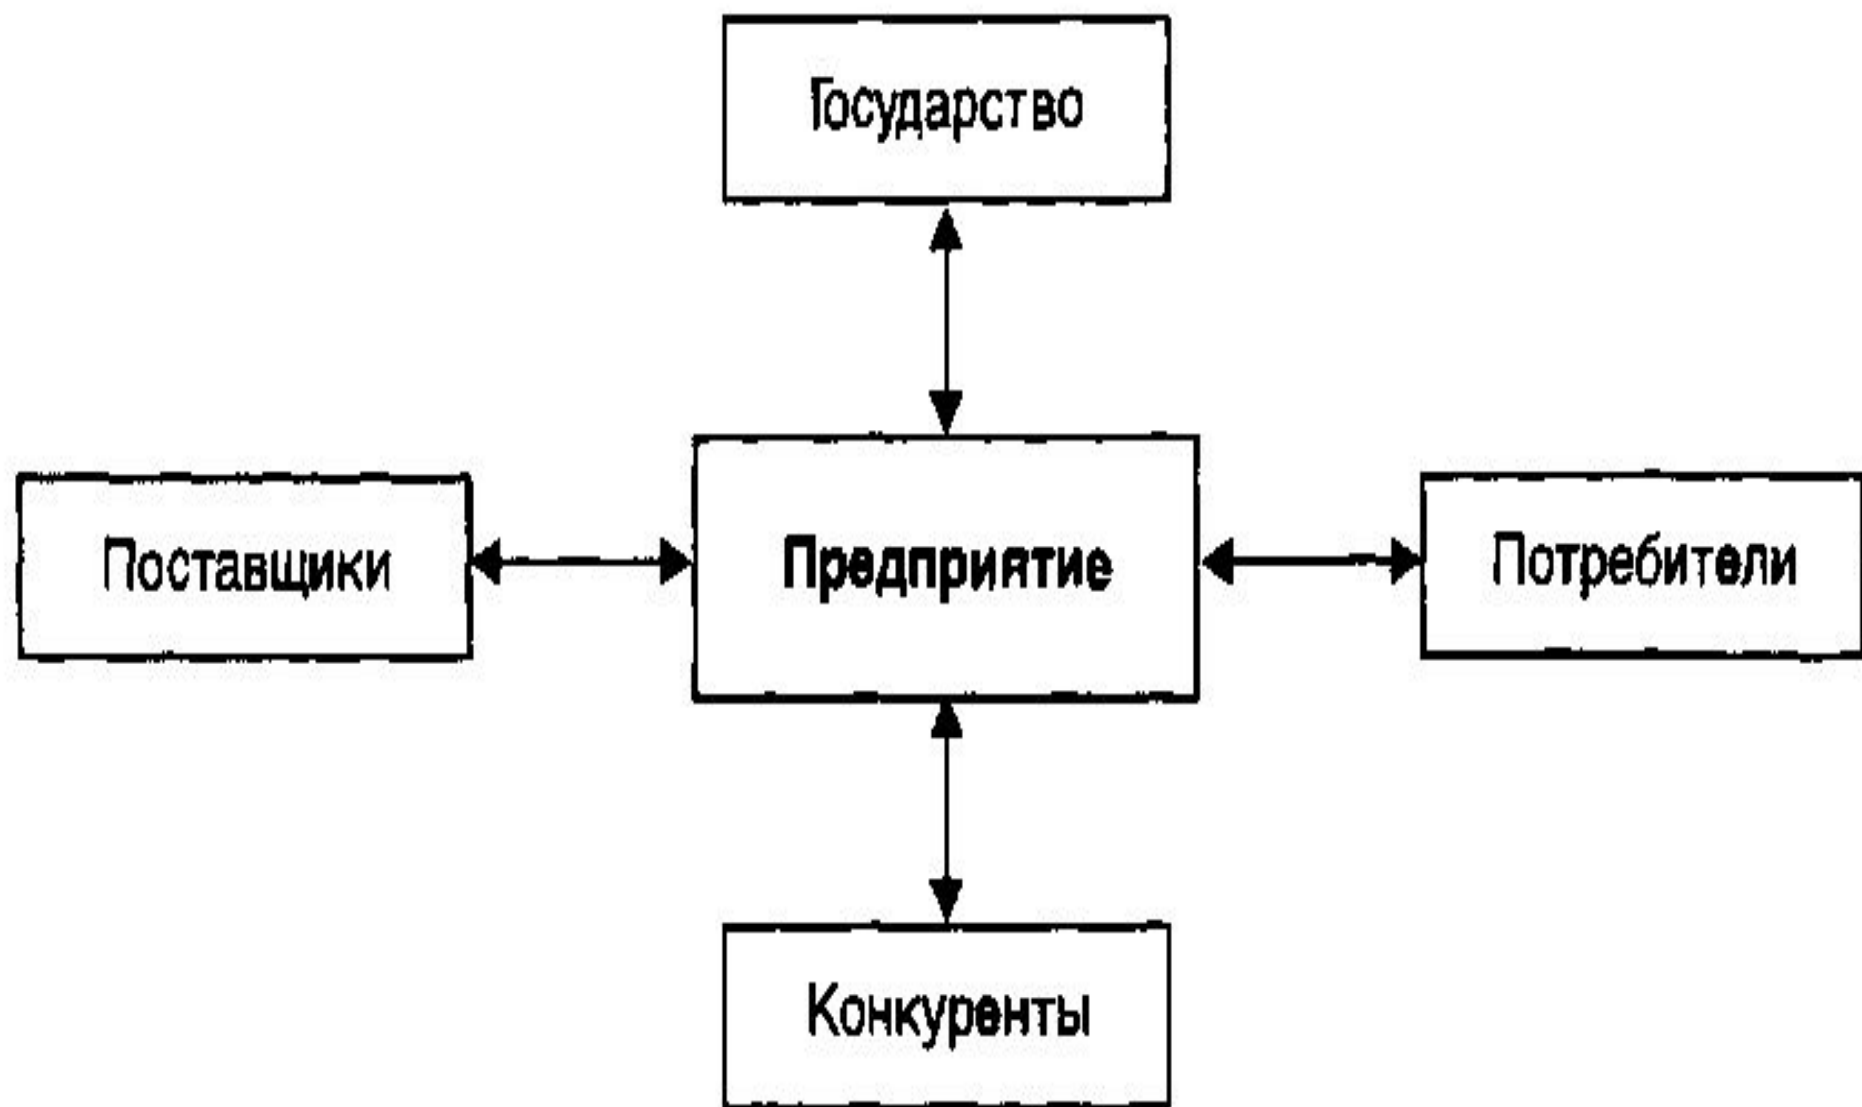 Государство
Поставщики
Предприятие
Потребители
Конкуренты